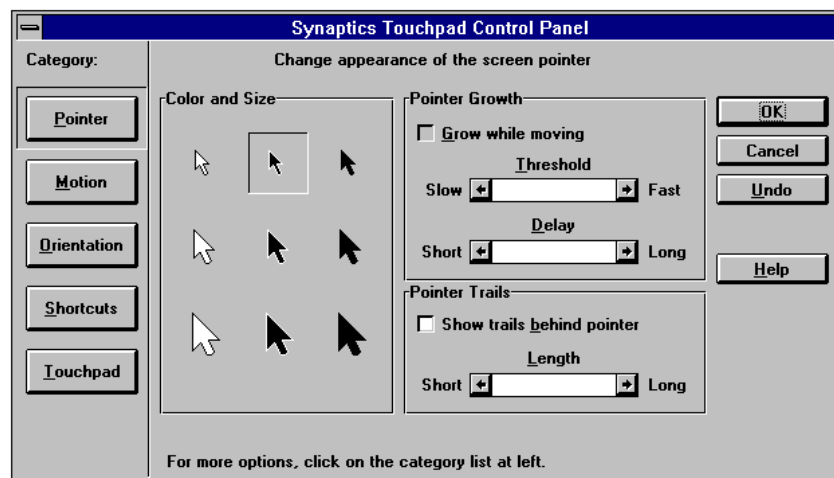 Synaptics Touchpad Control Panel
Category:
Change appearance of the screen pointer
Pointer
Motion
Orientation
Shortcuts
Touchpad
Color and Size
Pointer Growth
Grow while moving
Threshold
Slow Fast
Delay
Short Long
Pointer Trails
Show trails behind pointer
Length
Short Long
OK
Cancel
Undo
Help
For more options, click on the category list at left.